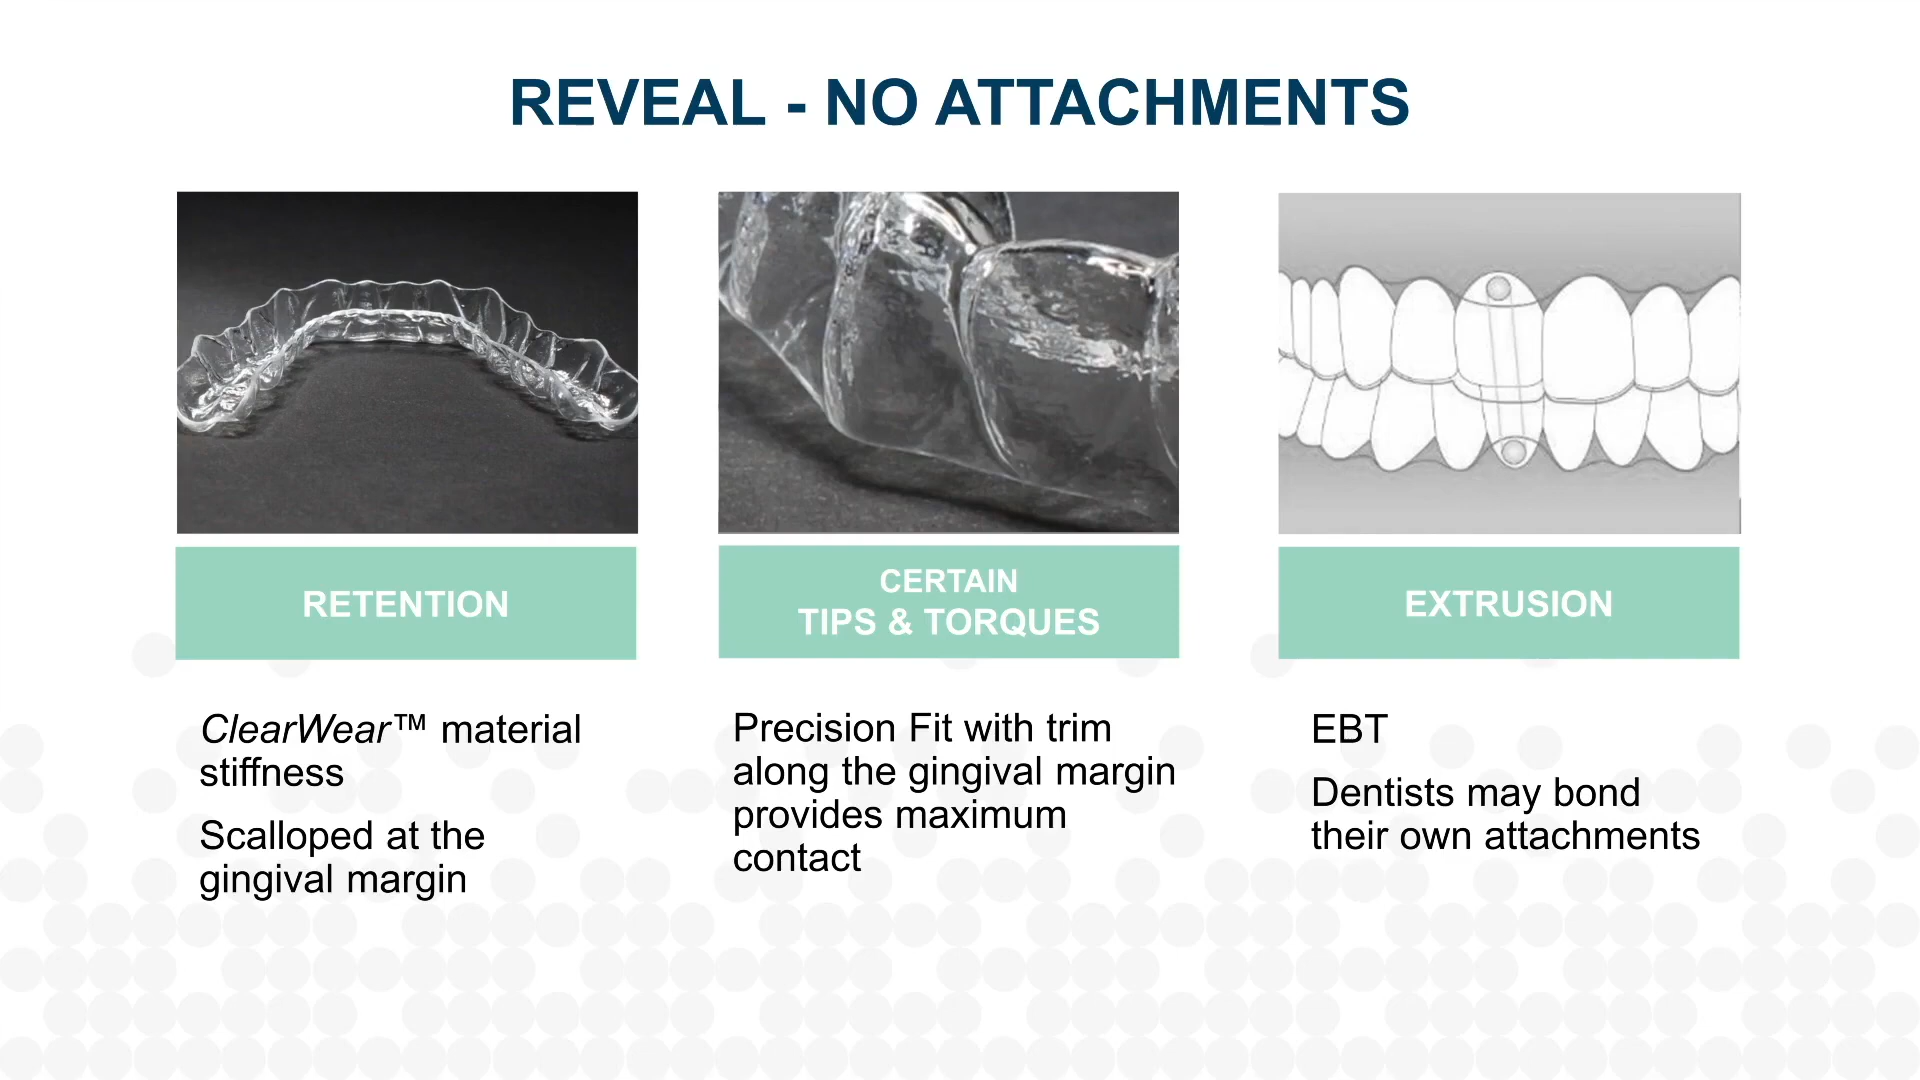 REVEAL - NO ATTACHMENTS
RETENTION
ClearWear™ material
stiffness
Scalloped at the
gingival margin
CERTAIN
TIPS & TORQUES
Precision Fit with trim
along the gingival margin
provides maximum
contact
EXTRUSION
EBT
Dentists may bond
their own attachments